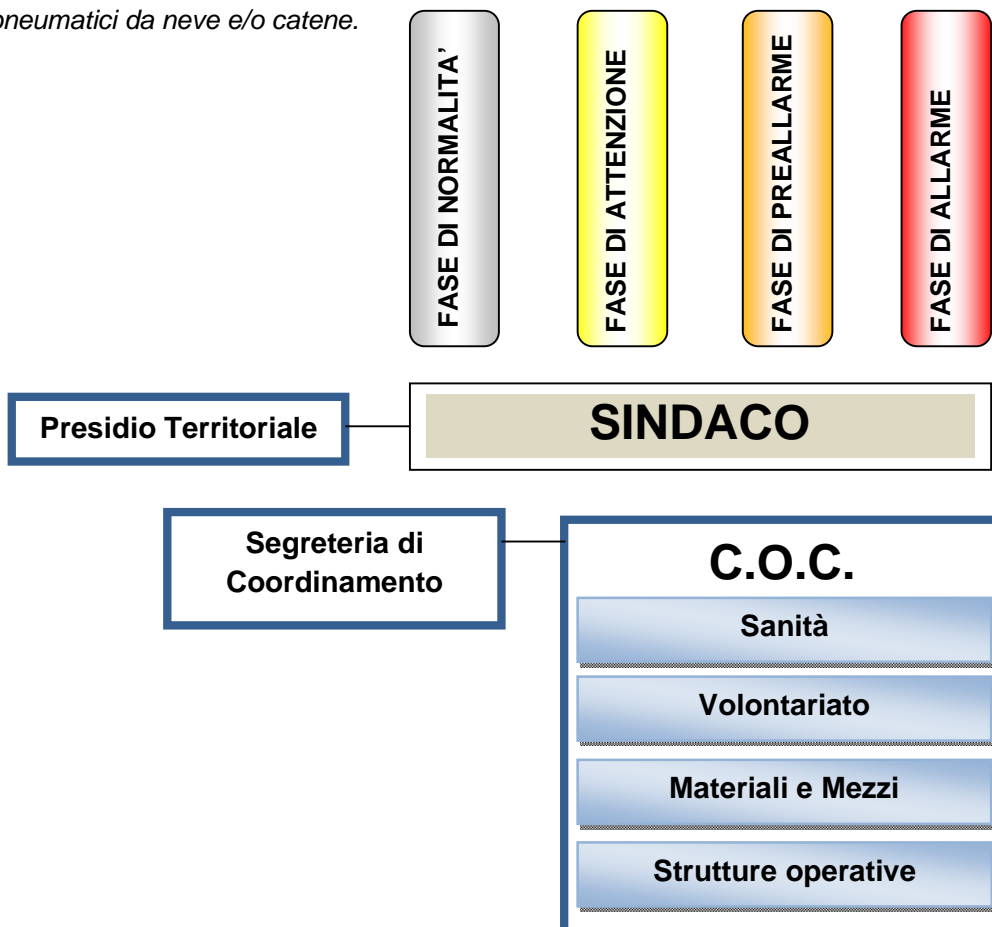 pneumatici da neve e/o catene.
FASE DI NORMALITA’
FASE DI ATTENZIONE
FASE DI PREALLARME
FASE DI ALLARME
Presidio Territoriale
SINDACO
Segreteria di
Coordinamento
C.O.C.
Sanità
Volontariato
Materiali e Mezzi
Strutture operative